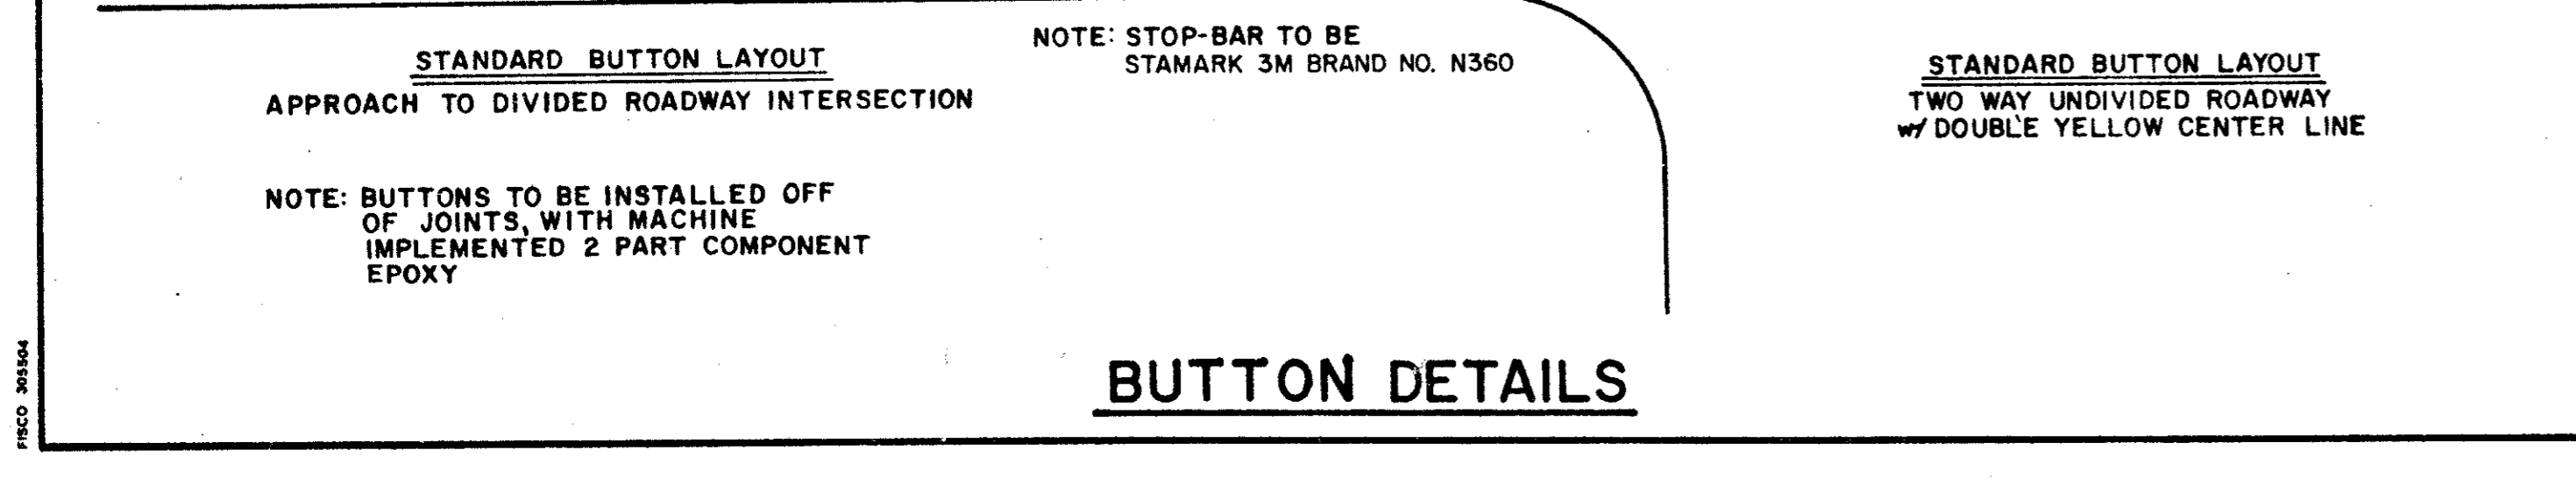 STANDARD BUTTON LAYOUT
APPROACH TO DIVIDED ROADWAY INTERSECTION
NOTE: BUTTONS TO BE INSTALLED OFF
OF JOINTS, WITH MACHINE
IMPLEMENTED 2 PART COMPONENT
EPOXY
NOTE: STOP-BAR TO BE
STAMARK 3M BRAND NO. N360
STANDARD BUTTON LAYOUT
TWO WAY UNDIVIDED ROADWAY
w/ DOUBLE YELLOW CENTER LINE
BUTTON DETAILS
FISCO 305504